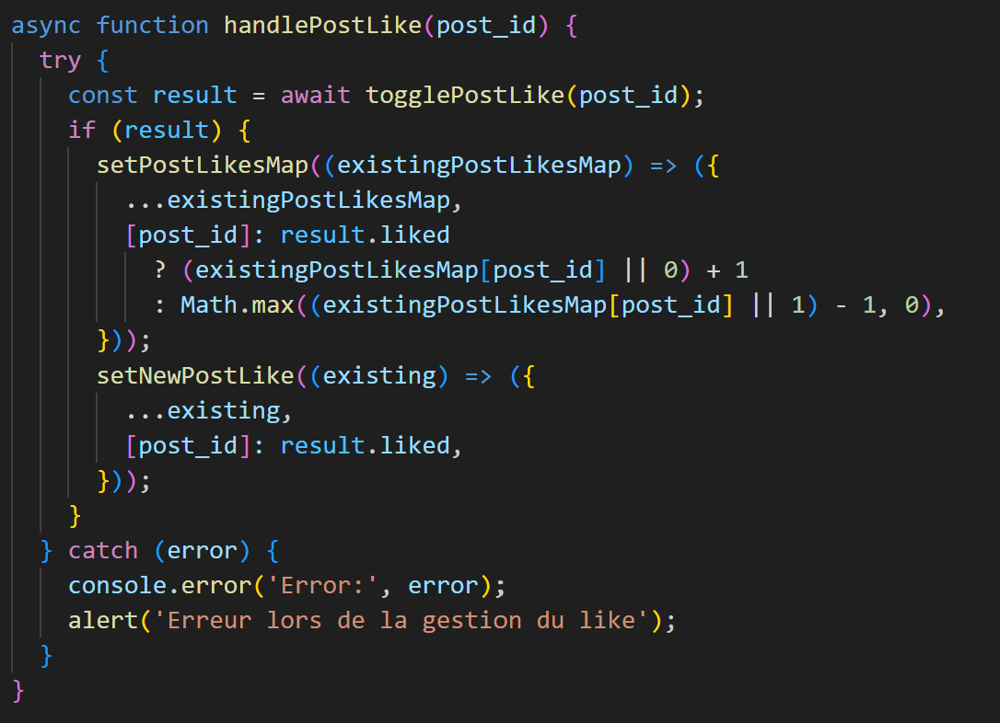 async function handlePostLike(post_id) {
  try {
    const result = await togglePostLike(post_id);
    if (result) {
      setPostLikesMap((existingPostLikesMap) => ({
        ...existingPostLikesMap,
        [post_id]: result.liked
          ? (existingPostLikesMap[post_id] || 0) + 1
          : Math.max((existingPostLikesMap[post_id] || 1) - 1, 0),
      }));
      setNewPostLike((existing) => ({
        ...existing,
        [post_id]: result.liked,
      }));
    }
  } catch (error) {
    console.error('Error:', error);
    alert('Erreur lors de la gestion du like');
  }
}